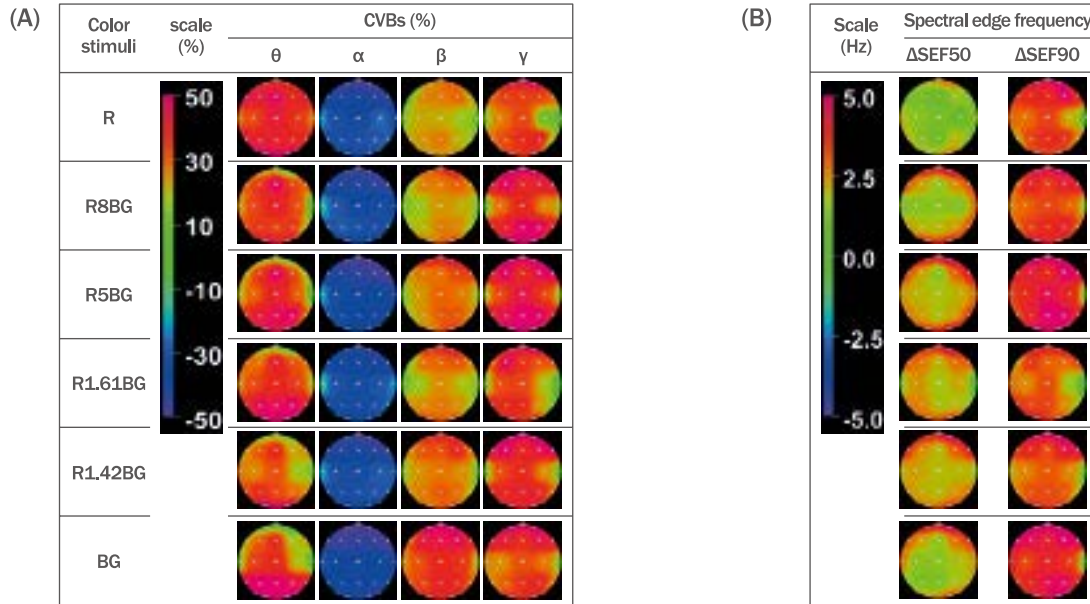 (A)
Color stimuli
scale (%)
CVBs (%)
θ α β γ
R
R8BG
R5BG
R1.61BG
R1.42BG
BG
50
30
10
-10
-30
-50
(B)
Scale (Hz)
Spectral edge frequency
ΔSEF50 ΔSEF90
5.0
2.5
0.0
-2.5
-5.0